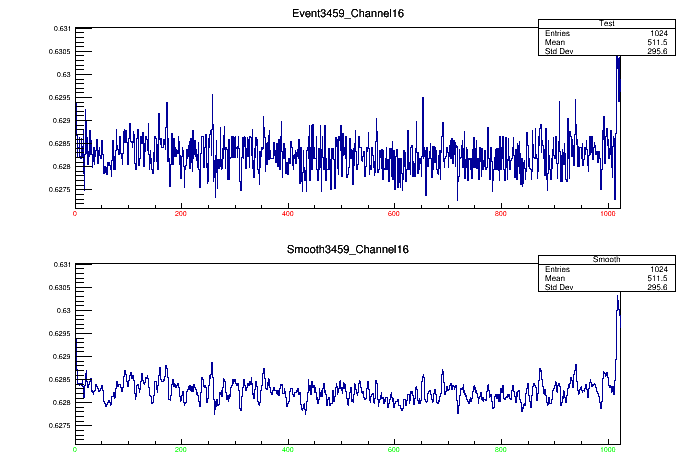 Event3459_Channel16
Test
Entries 1024
Mean 511.5
Std Dev 295.6
0.631
0.6305
0.63
0.6295
0.629
0.6285
0.628
0.6275
0 200 400 600 800 1000
Smooth3459_Channel16
Smooth
Entries 1024
Mean 511.5
Std Dev 295.6
0.631
0.6305
0.63
0.6295
0.629
0.6285
0.628
0.6275
0 200 400 600 800 1000